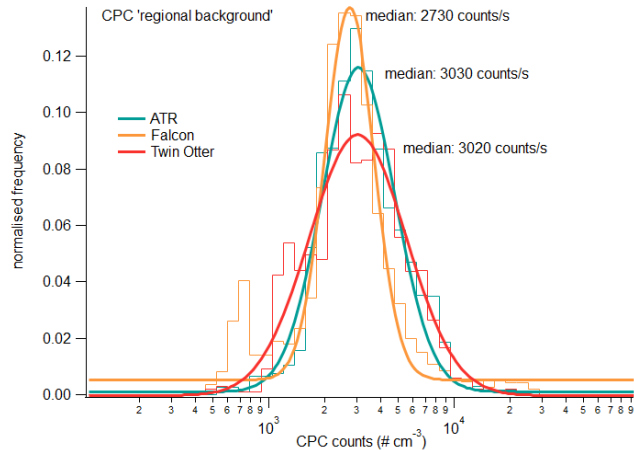 CPC 'regional background'
median: 2730 counts/s
median: 3030 counts/s
median: 3020 counts/s
ATR
Falcon
Twin Otter
normalised frequency
0.12
0.10
0.08
0.06
0.04
0.02
0.00
2 3 4 5 6 7 8 9 2 3 4 5 6 7 8 9 2 3 4 5 6 7 8 9
10³ 10⁴
CPC counts (# cm⁻³)